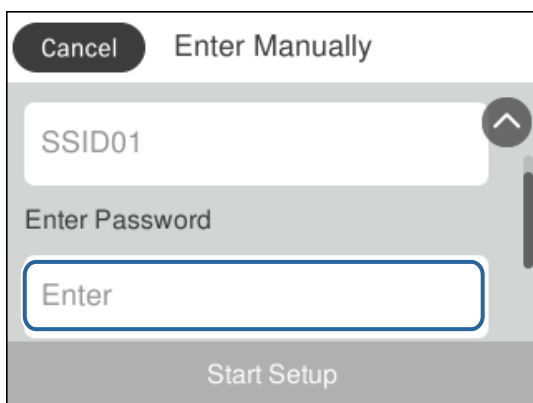 Cancel Enter Manually
SSID01
Enter Password
Enter
Start Setup